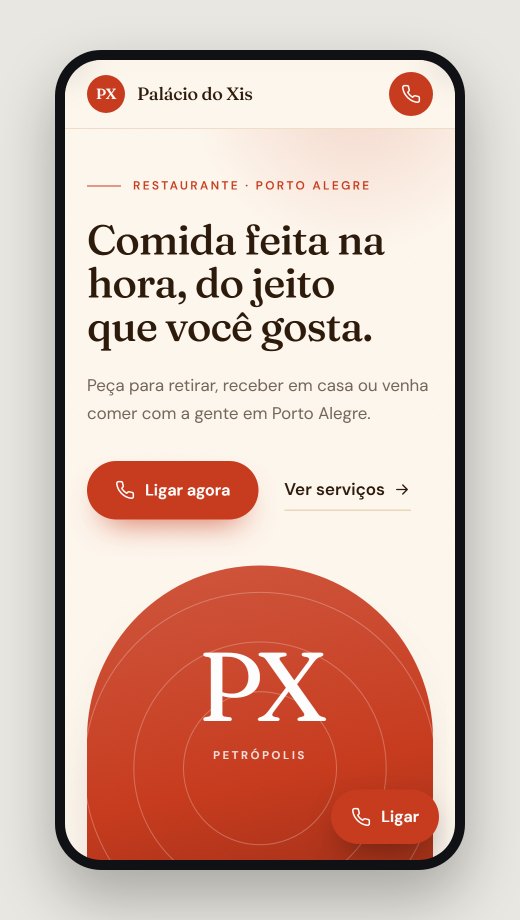 PX Palácio do Xis
RESTAURANTE · PORTO ALEGRE
Comida feita na
hora, do jeito
que você gosta.
Peça para retirar, receber em casa ou venha
comer com a gente em Porto Alegre.
Ligar agora
Ver serviços →
PX
PETRÓPOLIS
Ligar